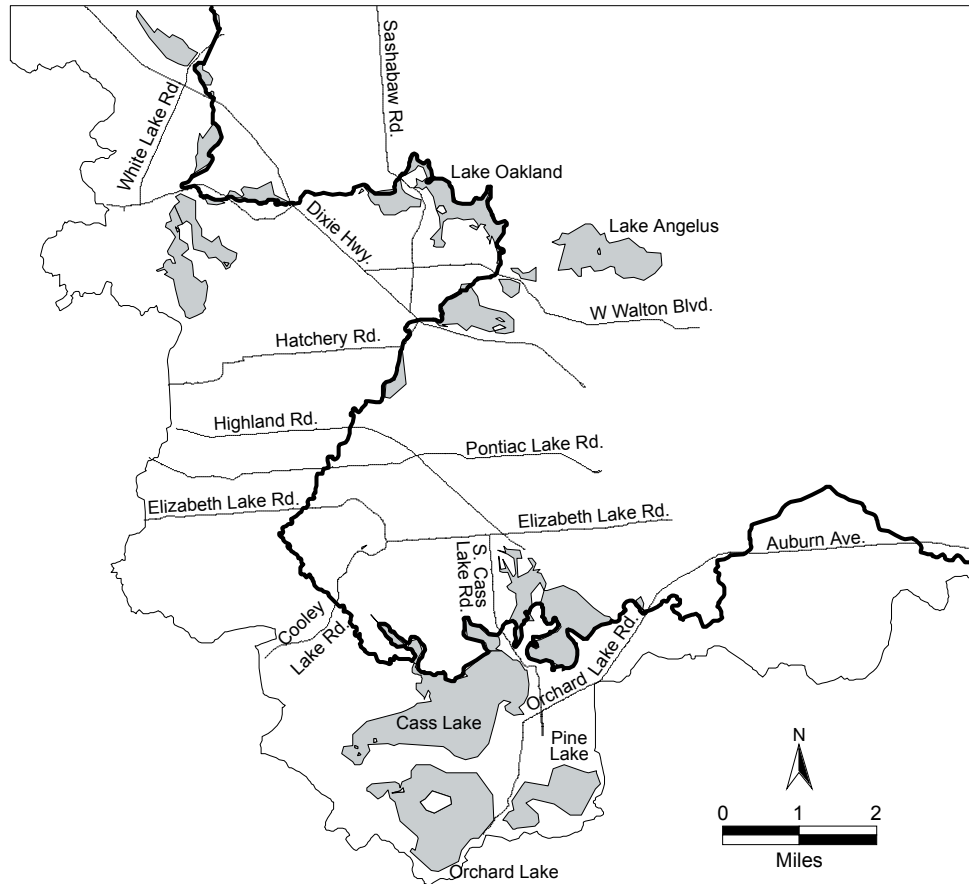 White Lake Rd.
Sashabaw Rd.
Lake Oakland
Dixie Hwy.
Lake Angelus
W Walton Blvd.
Hatchery Rd.
Highland Rd.
Pontiac Lake Rd.
Elizabeth Lake Rd.
Elizabeth Lake Rd.
Auburn Ave.
S. Cass
Lake Rd.
Cooley
Lake Rd.
Orchard Lake Rd.
Cass Lake
Pine
Lake
Orchard Lake
N
0 1 2
Miles